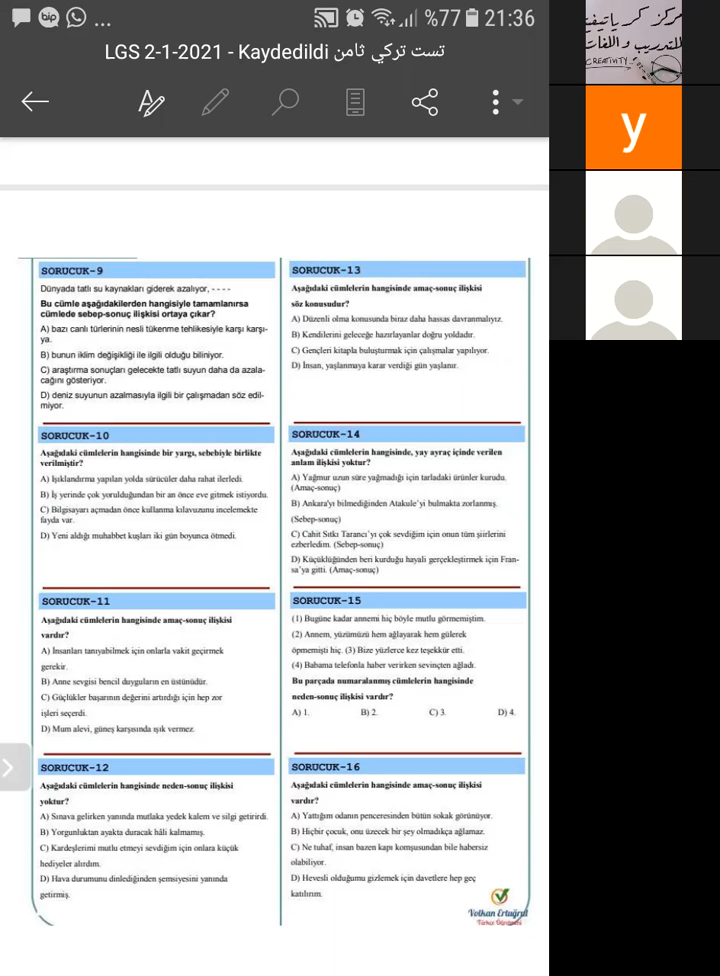 bip ... %77 21:36
LGS 2-1-2021 - Kaydedildi تست تركي ثامن
مركز كرياتيفيتي
للتدريب واللغات
CREATIVITY
y
SORUCUK-9
Dünyada tatlı su kaynakları giderek azalıyor, - - - -
Bu cümle aşağıdakilerden hangisiyle tamamlanırsa
cümlede sebep-sonuç ilişkisi ortaya çıkar?
A) bazı canlı türlerinin nesli tükenme tehlikesiyle karşı karşı-
ya.
B) bunun iklim değişikliği ile ilgili olduğu biliniyor.
C) araştırma sonuçları gelecekte tatlı suyun daha da azala-
cağını gösteriyor.
D) deniz suyunun azalmasıyla ilgili bir çalışmadan söz edil-
miyor.
SORUCUK-10
Aşağıdaki cümlelerin hangisinde bir yargı, sebebiyle birlikte
verilmiştir?
A) Işıklandırma yapılan yolda sürücüler daha rahat ilerledi.
B) İş yerinde çok yorulduğundan bir an önce eve gitmek istiyordu.
C) Bilgisayarı açmadan önce kullanma kılavuzunu incelemekte
fayda var.
D) Yeni aldığı muhabbet kuşları iki gün boyunca ötmedi.
SORUCUK-11
Aşağıdaki cümlelerin hangisinde amaç-sonuç ilişkisi
vardır?
A) İnsanları tanıyabilmek için onlarla vakit geçirmek
gerekir.
B) Anne sevgisi bencil duyguların en üstünüdür.
C) Güçlükler başarının değerini artırdığı için hep zor
işleri seçerdi.
D) Mum alevi, güneş karşısında ışık vermez.
SORUCUK-12
Aşağıdaki cümlelerin hangisinde neden-sonuç ilişkisi
yoktur?
A) Sınava gelirken yanında mutlaka yedek kalem ve silgi getirirdi.
B) Yorgunluktan ayakta duracak hâli kalmamış.
C) Kardeşlerimi mutlu etmeyi sevdiğim için onlara küçük
hediyeler alırdım.
D) Hava durumunu dinlediğinden şemsiyesini yanında
getirmiş.
SORUCUK-13
Aşağıdaki cümlelerin hangisinde amaç-sonuç ilişkisi
söz konusudur?
A) Düzenli olma konusunda biraz daha hassas davranmalıyız.
B) Kendilerini geleceğe hazırlayanlar doğru yoldadır.
C) Gençleri kitapla buluşturmak için çalışmalar yapılıyor.
D) İnsan, yaşlanmaya karar verdiği gün yaşlanır.
SORUCUK-14
Aşağıdaki cümlelerin hangisinde, yay ayraç içinde verilen
anlam ilişkisi yoktur?
A) Yağmur uzun süre yağmadığı için tarladaki ürünler kurudu.
(Amaç-sonuç)
B) Ankara'yı bilmediğinden Atakule'yi bulmakta zorlanmış.
(Sebep-sonuç)
C) Cahit Sıtkı Tarancı'yı çok sevdiğim için onun tüm şiirlerini
ezberledim. (Sebep-sonuç)
D) Küçüklüğünden beri kurduğu hayali gerçekleştirmek için Fran-
sa'ya gitti. (Amaç-sonuç)
SORUCUK-15
(1) Bugüne kadar annemi hiç böyle mutlu görmemiştim.
(2) Annem, yüzümüzü hem ağlayarak hem gülerek
öpmemişti hiç. (3) Bize yüzlerce kez teşekkür etti.
(4) Babama telefonla haber verirken sevinçten ağladı.
Bu parçada numaralanmış cümlelerin hangisinde
neden-sonuç ilişkisi vardır?
A) 1. B) 2. C) 3. D) 4.
SORUCUK-16
Aşağıdaki cümlelerin hangisinde amaç-sonuç ilişkisi
vardır?
A) Yattığım odanın penceresinden bütün sokak görünüyor.
B) Hiçbir çocuk, onu üzecek bir şey olmadıkça ağlamaz.
C) Ne tuhaf, insan bazen kapı komşusundan bile habersiz
olabiliyor.
D) Hevesli olduğumu gizlemek için davetlere hep geç
katılırım.
Volkan Ertuğrul
Türkçe Öğretmeni